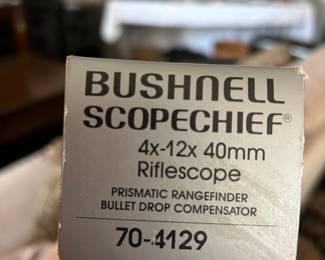 BUSHNELL
SCOPECHIEF®
4x-12x 40mm
Riflescope
PRISMATIC RANGEFINDER
BULLET DROP COMPENSATOR
70-4129